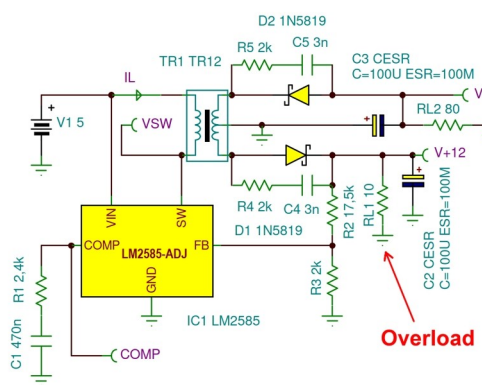 D2 1N5819
R5 2k
C5 3n
C3 CESR
C=100U ESR=100M
TR1 TR12
IL
V
V1 5
VSW
RL2 80
V+12
R4 2k
C4 3n
R2 17,5k
RL1 10
C2 CESR
C=100U ESR=100M
D1 1N5819
VIN
SW
COMP
LM2585-ADJ
FB
GND
R3 2k
R1 2,4k
C1 470n
IC1 LM2585
COMP
Overload